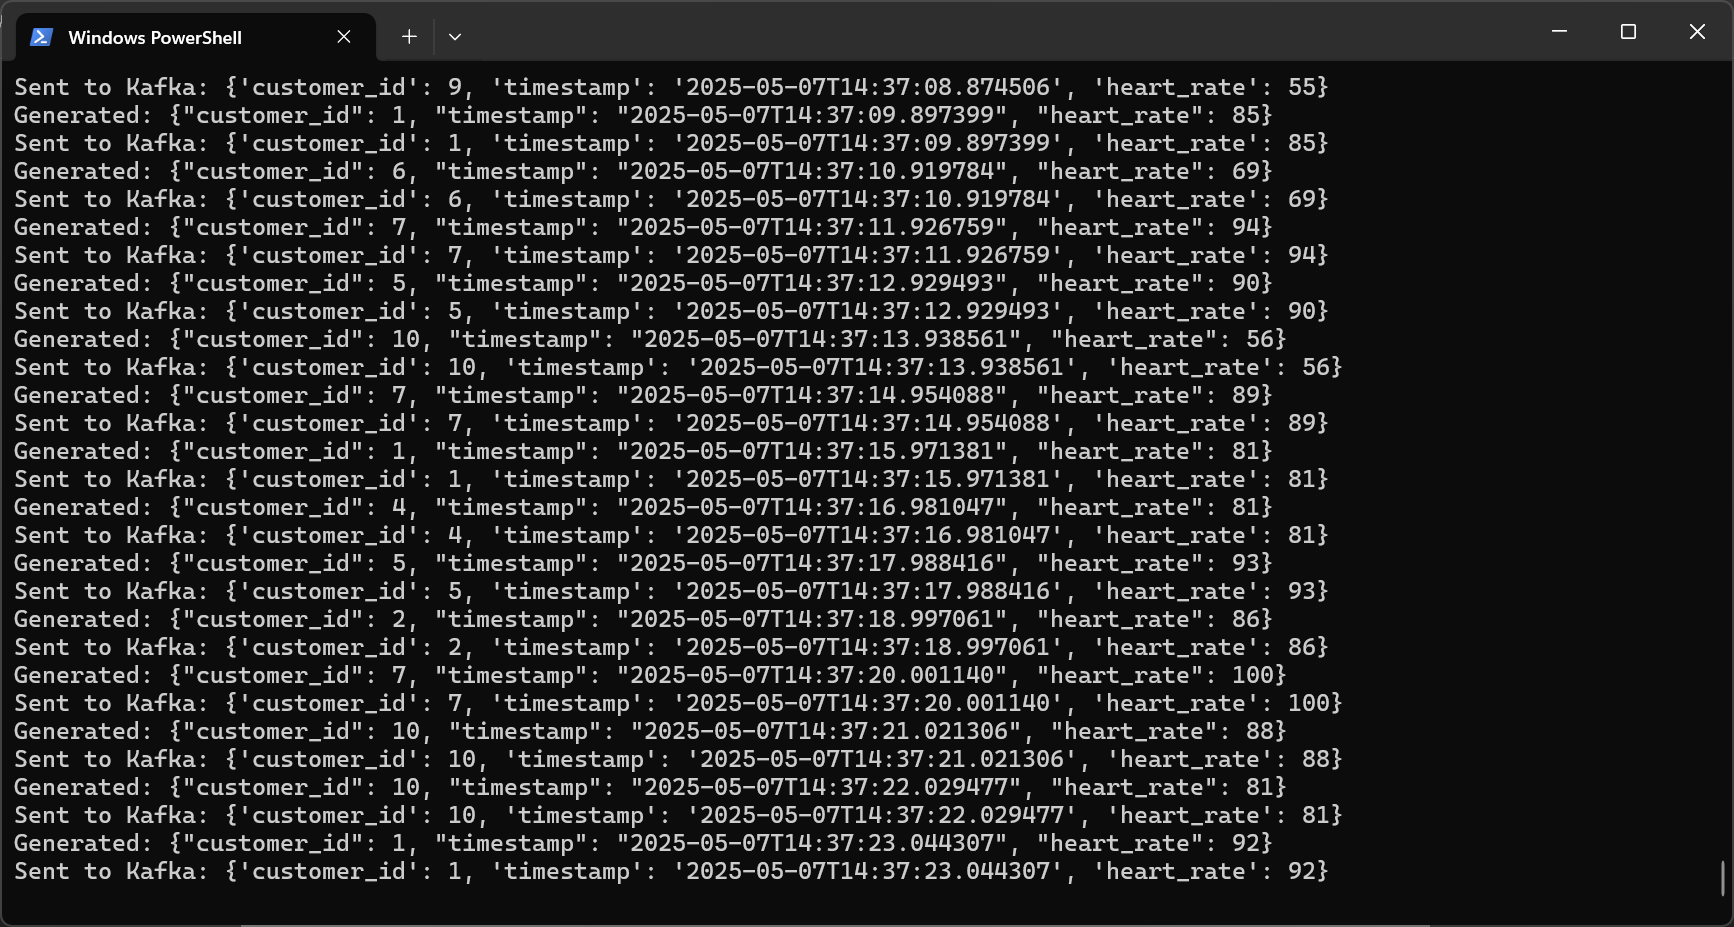 Windows PowerShell
Sent to Kafka: {'customer_id': 9, 'timestamp': '2025-05-07T14:37:08.874506', 'heart_rate': 55}
Generated: {"customer_id": 1, "timestamp": "2025-05-07T14:37:09.897399", "heart_rate": 85}
Sent to Kafka: {'customer_id': 1, 'timestamp': '2025-05-07T14:37:09.897399', 'heart_rate': 85}
Generated: {"customer_id": 6, "timestamp": "2025-05-07T14:37:10.919784", "heart_rate": 69}
Sent to Kafka: {'customer_id': 6, 'timestamp': '2025-05-07T14:37:10.919784', 'heart_rate': 69}
Generated: {"customer_id": 7, "timestamp": "2025-05-07T14:37:11.926759", "heart_rate": 94}
Sent to Kafka: {'customer_id': 7, 'timestamp': '2025-05-07T14:37:11.926759', 'heart_rate': 94}
Generated: {"customer_id": 5, "timestamp": "2025-05-07T14:37:12.929493", "heart_rate": 90}
Sent to Kafka: {'customer_id': 5, 'timestamp': '2025-05-07T14:37:12.929493', 'heart_rate': 90}
Generated: {"customer_id": 10, "timestamp": "2025-05-07T14:37:13.938561", "heart_rate": 56}
Sent to Kafka: {'customer_id': 10, 'timestamp': '2025-05-07T14:37:13.938561', 'heart_rate': 56}
Generated: {"customer_id": 7, "timestamp": "2025-05-07T14:37:14.954088", "heart_rate": 89}
Sent to Kafka: {'customer_id': 7, 'timestamp': '2025-05-07T14:37:14.954088', 'heart_rate': 89}
Generated: {"customer_id": 1, "timestamp": "2025-05-07T14:37:15.971381", "heart_rate": 81}
Sent to Kafka: {'customer_id': 1, 'timestamp': '2025-05-07T14:37:15.971381', 'heart_rate': 81}
Generated: {"customer_id": 4, "timestamp": "2025-05-07T14:37:16.981047", "heart_rate": 81}
Sent to Kafka: {'customer_id': 4, 'timestamp': '2025-05-07T14:37:16.981047', 'heart_rate': 81}
Generated: {"customer_id": 5, "timestamp": "2025-05-07T14:37:17.988416", "heart_rate": 93}
Sent to Kafka: {'customer_id': 5, 'timestamp': '2025-05-07T14:37:17.988416', 'heart_rate': 93}
Generated: {"customer_id": 2, "timestamp": "2025-05-07T14:37:18.997061", "heart_rate": 86}
Sent to Kafka: {'customer_id': 2, 'timestamp': '2025-05-07T14:37:18.997061', 'heart_rate': 86}
Generated: {"customer_id": 7, "timestamp": "2025-05-07T14:37:20.001140", "heart_rate": 100}
Sent to Kafka: {'customer_id': 7, 'timestamp': '2025-05-07T14:37:20.001140', 'heart_rate': 100}
Generated: {"customer_id": 10, "timestamp": "2025-05-07T14:37:21.021306", "heart_rate": 88}
Sent to Kafka: {'customer_id': 10, 'timestamp': '2025-05-07T14:37:21.021306', 'heart_rate': 88}
Generated: {"customer_id": 10, "timestamp": "2025-05-07T14:37:22.029477", "heart_rate": 81}
Sent to Kafka: {'customer_id': 10, 'timestamp': '2025-05-07T14:37:22.029477', 'heart_rate': 81}
Generated: {"customer_id": 1, "timestamp": "2025-05-07T14:37:23.044307", "heart_rate": 92}
Sent to Kafka: {'customer_id': 1, 'timestamp': '2025-05-07T14:37:23.044307', 'heart_rate': 92}